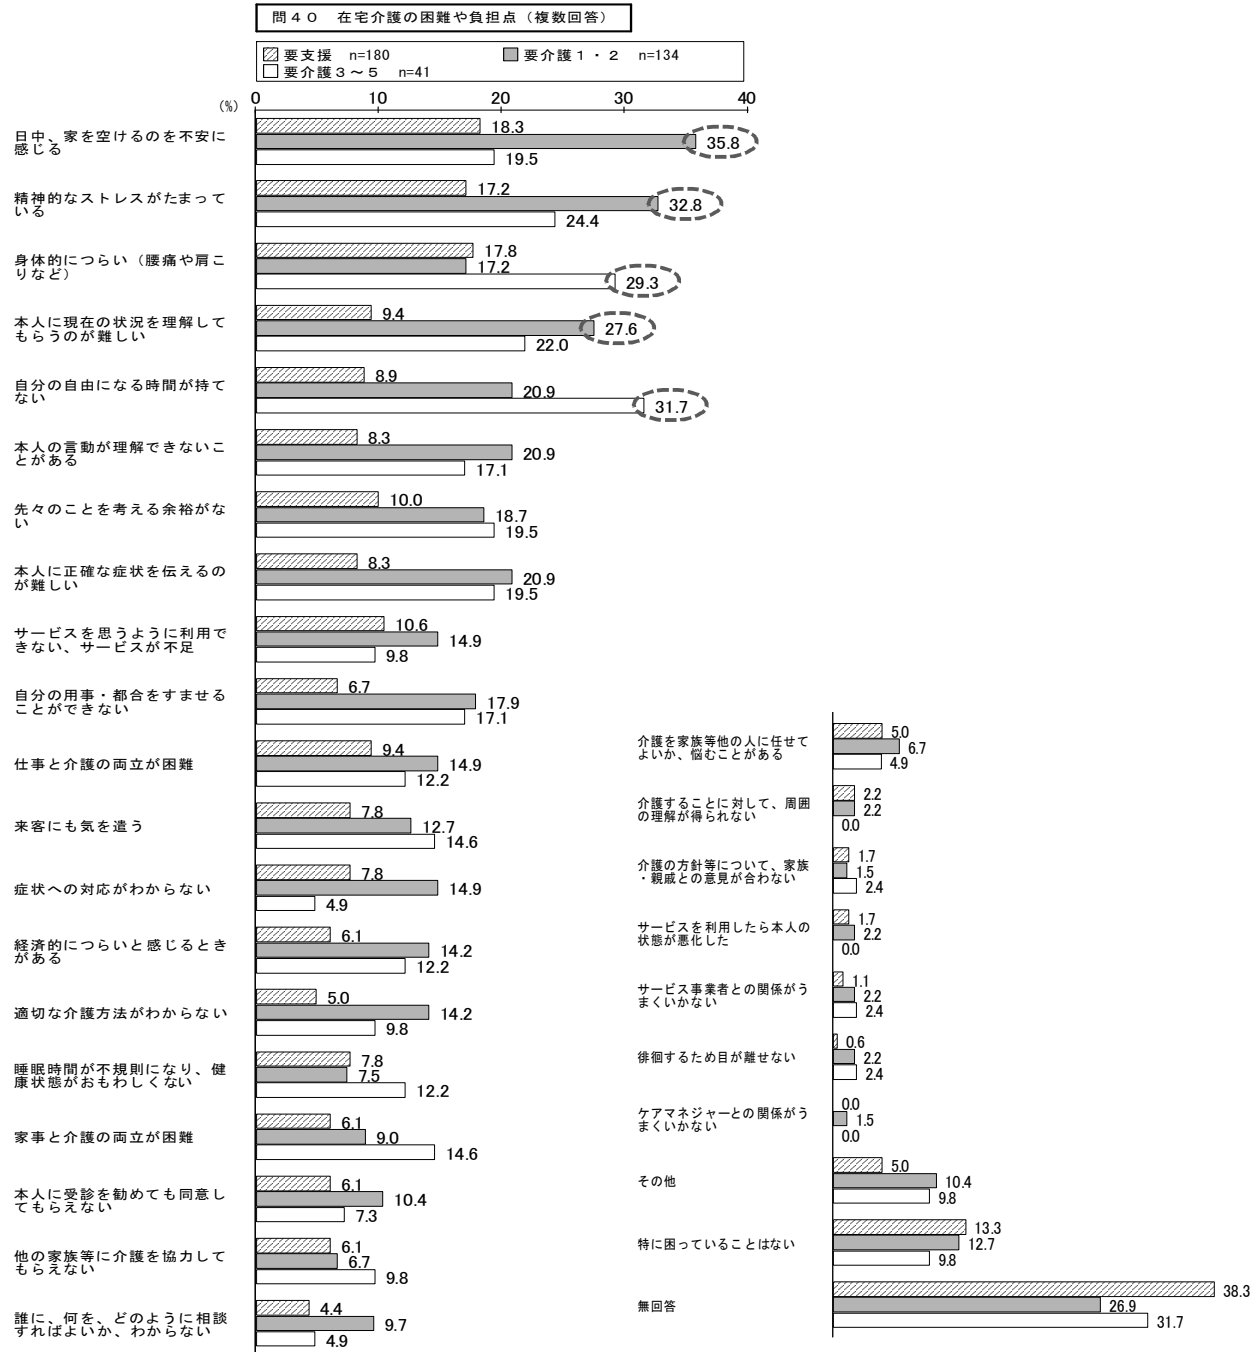 問４０　在宅介護の困難や負担点（複数回答）
要支援　n=180
要介護１・２　n=134
要介護３～５　n=41
(%)
0
10
20
30
40
日中、家を空けるのを不安に
感じる
18.3
35.8
19.5
精神的なストレスがたまって
いる
17.2
32.8
24.4
身体的につらい（腰痛や肩こ
りなど）
17.8
17.2
29.3
本人に現在の状況を理解して
もらうのが難しい
9.4
27.6
22.0
自分の自由になる時間が持て
ない
8.9
20.9
31.7
本人の言動が理解できないこ
とがある
8.3
20.9
17.1
先々のことを考える余裕がな
い
10.0
18.7
19.5
本人に正確な症状を伝えるの
が難しい
8.3
20.9
19.5
サービスを思うように利用で
きない、サービスが不足
10.6
14.9
9.8
自分の用事・都合をすませる
ことができない
6.7
17.9
17.1
仕事と介護の両立が困難
9.4
14.9
12.2
来客にも気を遣う
7.8
12.7
14.6
症状への対応がわからない
7.8
14.9
4.9
経済的につらいと感じるとき
がある
6.1
14.2
12.2
適切な介護方法がわからない
5.0
14.2
9.8
睡眠時間が不規則になり、健
康状態がおもわしくない
7.8
7.5
12.2
家事と介護の両立が困難
6.1
9.0
14.6
本人に受診を勧めても同意し
てもらえない
6.1
10.4
7.3
他の家族等に介護を協力して
もらえない
6.1
6.7
9.8
誰に、何を、どのように相談
すればよいか、わからない
4.4
9.7
4.9
介護を家族等他の人に任せて
よいか、悩むことがある
5.0
6.7
4.9
介護することに対して、周囲
の理解が得られない
2.2
2.2
0.0
介護の方針等について、家族
・親戚との意見が合わない
1.7
1.5
2.4
サービスを利用したら本人の
状態が悪化した
1.7
2.2
0.0
サービス事業者との関係がう
まくいかない
1.1
2.2
2.4
徘徊するため目が離せない
0.6
2.2
2.4
ケアマネジャーとの関係がう
まくいかない
0.0
1.5
0.0
その他
5.0
10.4
9.8
特に困っていることはない
13.3
12.7
9.8
無回答
38.3
26.9
31.7